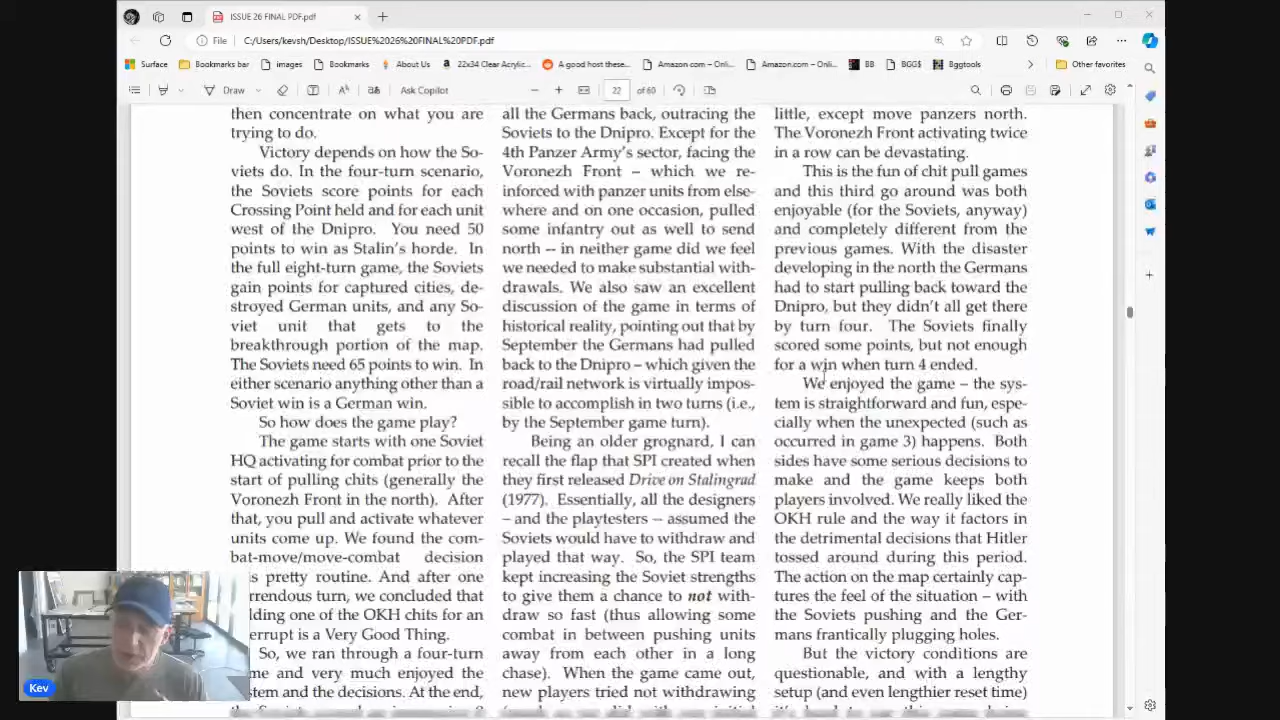 ISSUE 26 FINAL PDF.pdf
File
C:/Users/kevsh/Desktop/ISSUE%2026%20FINAL%20PDF.pdf
Surface
Bookmarks bar
images
Bookmarks
About Us
22x34 Clear Acrylic...
A good host these...
Amazon.com – Onli...
Amazon.com – Onli...
BB
BGG$
Bggtools
Other favorites
Draw
Ask Copilot
22
of 60
then concentrate on what you are
trying to do.
Victory depends on how the So-
viets do. In the four-turn scenario,
the Soviets score points for each
Crossing Point held and for each unit
west of the Dnipro. You need 50
points to win as Stalin's horde. In
the full eight-turn game, the Soviets
gain points for captured cities, de-
stroyed German units, and any So-
viet unit that gets to the
breakthrough portion of the map.
The Soviets need 65 points to win. In
either scenario anything other than a
Soviet win is a German win.
So how does the game play?
The game starts with one Soviet
HQ activating for combat prior to the
start of pulling chits (generally the
Voronezh Front in the north). After
that, you pull and activate whatever
units come up. We found the com-
bat-move/move-combat decision
s pretty routine. And after one
rrendous turn, we concluded that
lding one of the OKH chits for an
terrupt is a Very Good Thing.
So, we ran through a four-turn
me and very much enjoyed the
stem and the decisions. At the end,
all the Germans back, outracing the
Soviets to the Dnipro. Except for the
4th Panzer Army's sector, facing the
Voronezh Front – which we re-
inforced with panzer units from else-
where and on one occasion, pulled
some infantry out as well to send
north -- in neither game did we feel
we needed to make substantial with-
drawals. We also saw an excellent
discussion of the game in terms of
historical reality, pointing out that by
September the Germans had pulled
back to the Dnipro – which given the
road/rail network is virtually impos-
sible to accomplish in two turns (i.e.,
by the September game turn).
Being an older grognard, I can
recall the flap that SPI created when
they first released Drive on Stalingrad
(1977). Essentially, all the designers
– and the playtesters -- assumed the
Soviets would have to withdraw and
played that way. So, the SPI team
kept increasing the Soviet strengths
to give them a chance to not with-
draw so fast (thus allowing some
combat in between pushing units
away from each other in a long
chase). When the game came out,
new players tried not withdrawing
little, except move panzers north.
The Voronezh Front activating twice
in a row can be devastating.
This is the fun of chit pull games
and this third go around was both
enjoyable (for the Soviets, anyway)
and completely different from the
previous games. With the disaster
developing in the north the Germans
had to start pulling back toward the
Dnipro, but they didn't all get there
by turn four. The Soviets finally
scored some points, but not enough
for a win when turn 4 ended.
We enjoyed the game – the sys-
tem is straightforward and fun, espe-
cially when the unexpected (such as
occurred in game 3) happens. Both
sides have some serious decisions to
make and the game keeps both
players involved. We really liked the
OKH rule and the way it factors in
the detrimental decisions that Hitler
tossed around during this period.
The action on the map certainly cap-
tures the feel of the situation – with
the Soviets pushing and the Ger-
mans frantically plugging holes.
But the victory conditions are
questionable, and with a lengthy
setup (and even lengthier reset time)
Kev